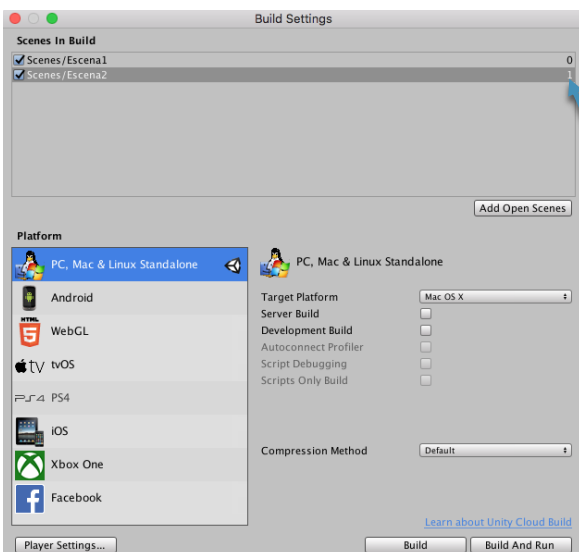 Build Settings
Scenes In Build
Scenes/Escena1 0
Scenes/Escena2 1
Add Open Scenes
Platform
PC, Mac & Linux Standalone
Android
HTML
5
WebGL
tv tvOS
PS4 PS4
iOS
Xbox One
f Facebook
PC, Mac & Linux Standalone
Target Platform Mac OS X
Server Build
Development Build
Autoconnect Profiler
Script Debugging
Scripts Only Build
Compression Method Default
Learn about Unity Cloud Build
Player Settings...
Build
Build And Run